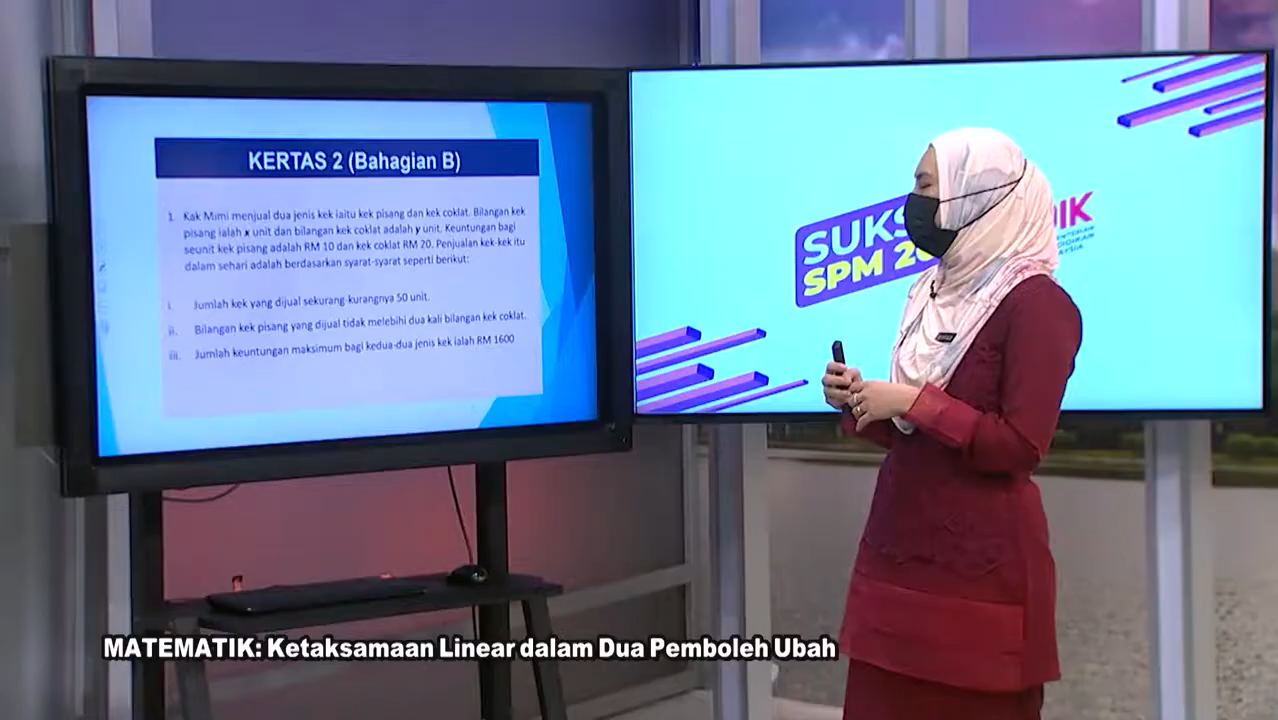 KERTAS 2 (Bahagian B)
1. Kak Mimi menjual dua jenis kek iaitu kek pisang dan kek coklat. Bilangan kek
pisang ialah x unit dan bilangan kek coklat adalah y unit. Keuntungan bagi
seunit kek pisang adalah RM 10 dan kek coklat RM 20. Penjualan kek-kek itu
dalam sehari adalah berdasarkan syarat-syarat seperti berikut:
i. Jumlah kek yang dijual sekurang-kurangnya 50 unit.
ii. Bilangan kek pisang yang dijual tidak melebihi dua kali bilangan kek coklat.
iii. Jumlah keuntungan maksimum bagi kedua-dua jenis kek ialah RM 1600
SUKS
SPM 20
DIK
MATEMATIK: Ketaksamaan Linear dalam Dua Pemboleh Ubah